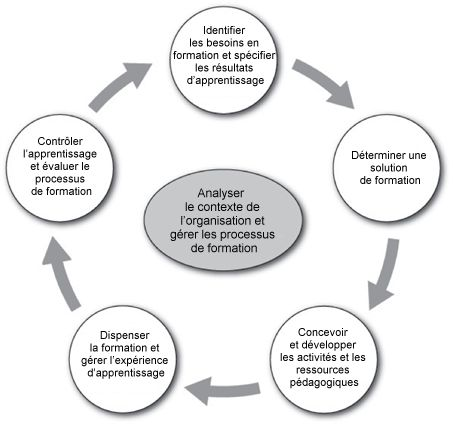 Identifier
les besoins en
formation et spécifier
les résultats
d'apprentissage
Déterminer une
solution
de formation
Concevoir
et développer
les activités et les
ressources
pédagogiques
Dispenser
la formation et
gérer l'expérience
d'apprentissage
Contrôler
l'apprentissage
et évaluer le
processus
de formation
Analyser
le contexte de
l'organisation et
gérer les processus
de formation